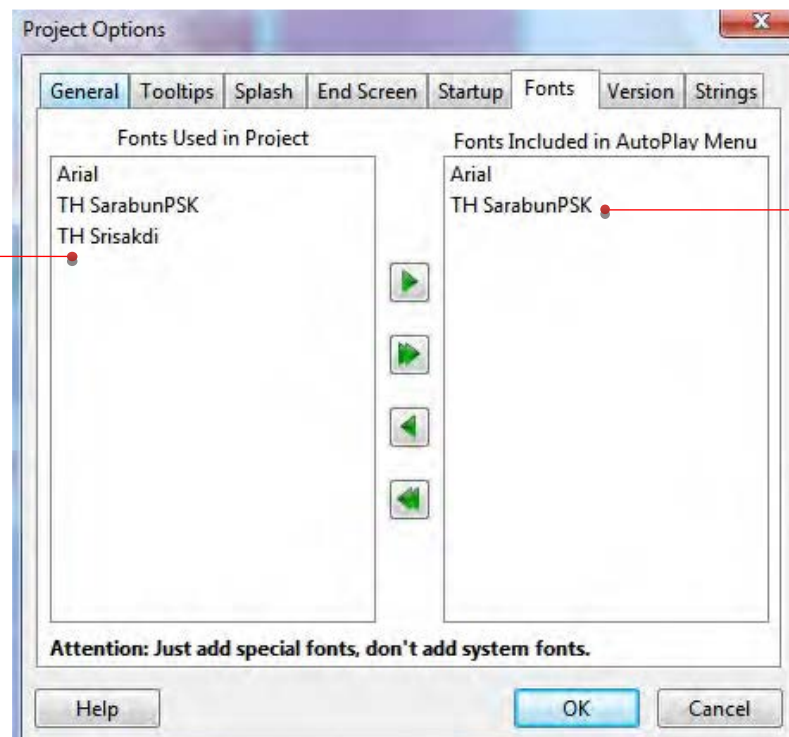 Project Options
General Tooltips Splash End Screen Startup Fonts Version Strings
Fonts Used in Project
Arial
TH SarabunPSK
TH Srisakdi
Fonts Included in AutoPlay Menu
Arial
TH SarabunPSK
Attention: Just add special fonts, don't add system fonts.
Help OK Cancel